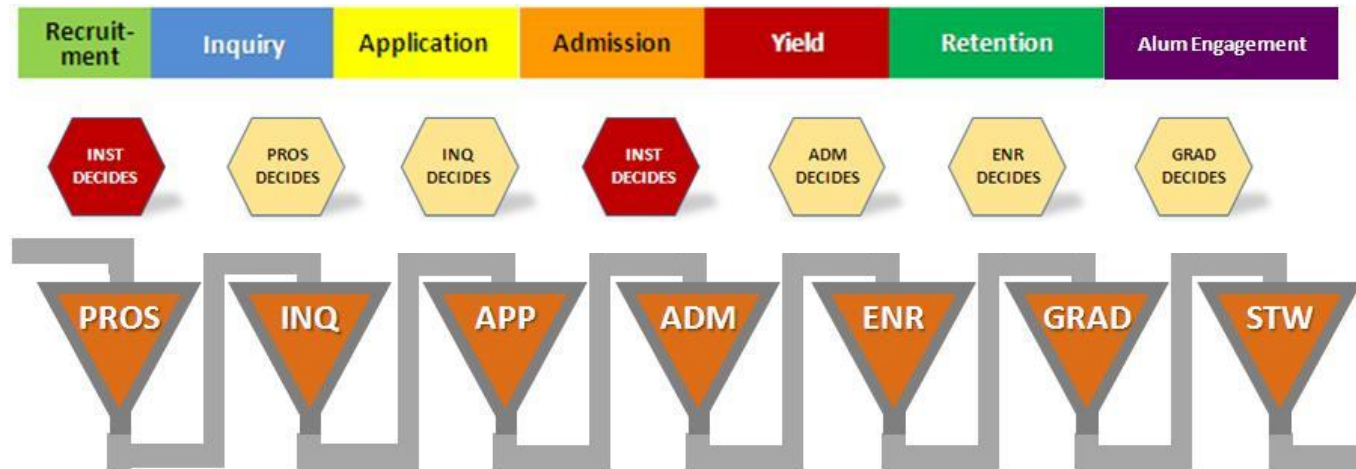 Recruit-
ment
Inquiry
Application
Admission
Yield
Retention
Alum Engagement
INST
DECIDES
PROS
DECIDES
INQ
DECIDES
INST
DECIDES
ADM
DECIDES
ENR
DECIDES
GRAD
DECIDES
PROS
INQ
APP
ADM
ENR
GRAD
STW